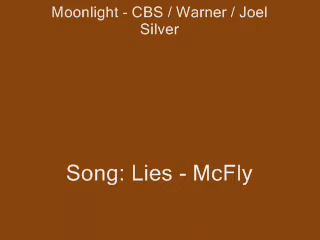 Moonlight - CBS / Warner / Joel
Silver
Song: Lies - McFly